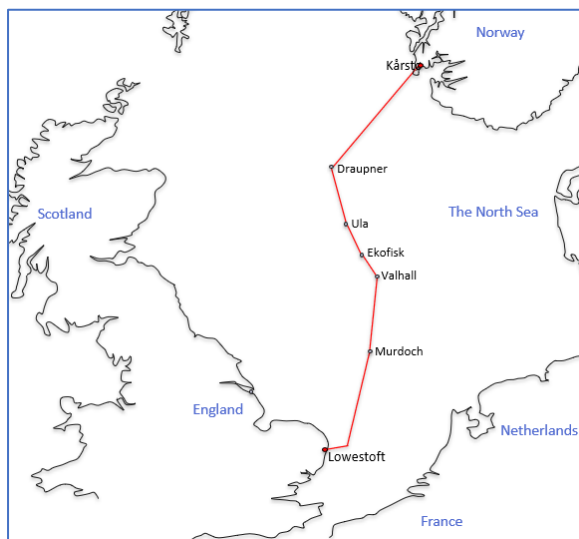 Norway
Kårstø
Draupner
Scotland
The North Sea
Ula
Ekofisk
Valhall
Murdoch
England
Netherlands
Lowestoft
France